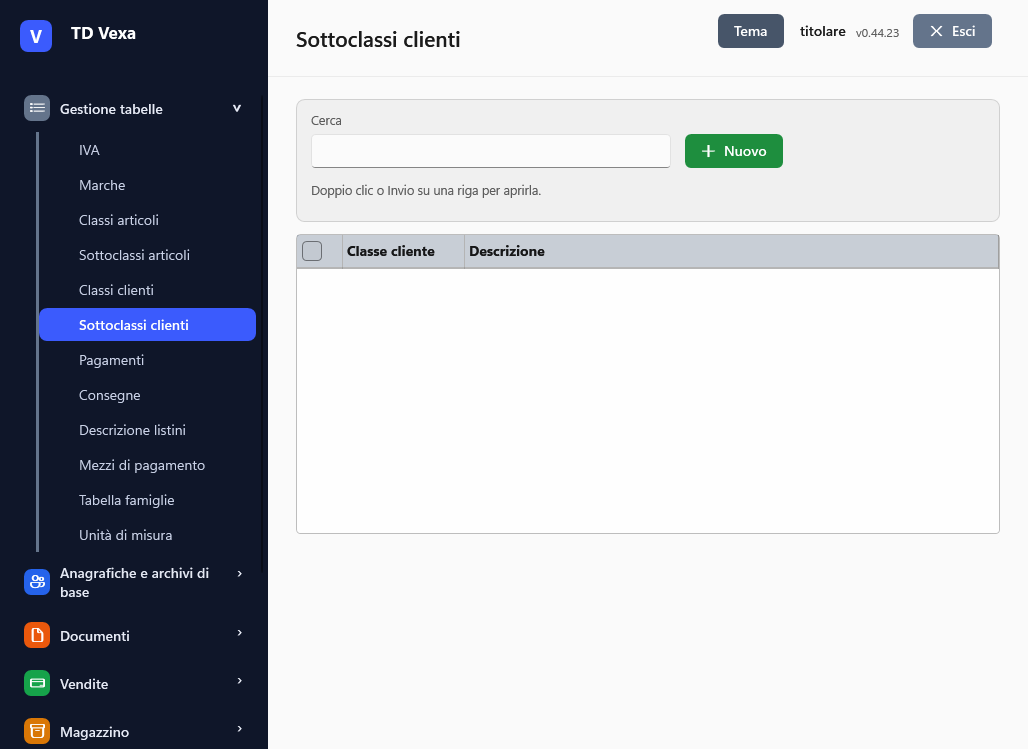 V
TD Vexa
Gestione tabelle
IVA
Marche
Classi articoli
Sottoclassi articoli
Classi clienti
Sottoclassi clienti
Pagamenti
Consegne
Descrizione listini
Mezzi di pagamento
Tabella famiglie
Unità di misura
Anagrafiche e archivi di
base
Documenti
Vendite
Magazzino
Sottoclassi clienti
Tema
titolare
v0.44.23
Esci
Cerca
Nuovo
Doppio clic o Invio su una riga per aprirla.
Classe cliente
Descrizione